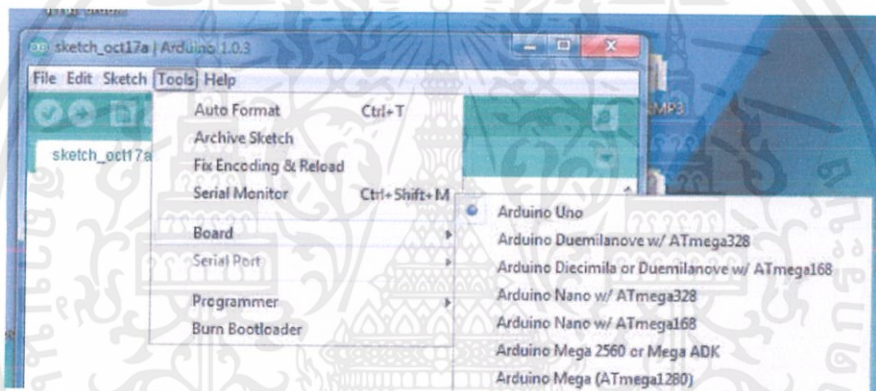 sketch_oct17a | Arduino 1.0.3
File Edit Sketch Tools Help
Auto Format Ctrl+T
Archive Sketch
sketch_oct17a
Fix Encoding & Reload
Serial Monitor Ctrl+Shift+M
Board
Serial Port
Programmer
Burn Bootloader
Arduino Uno
Arduino Duemilanove w/ ATmega328
Arduino Diecimila or Duemilanove w/ ATmega168
Arduino Nano w/ ATmega328
Arduino Nano w/ ATmega168
Arduino Mega 2560 or Mega ADK
Arduino Mega (ATmega1280)
MP3